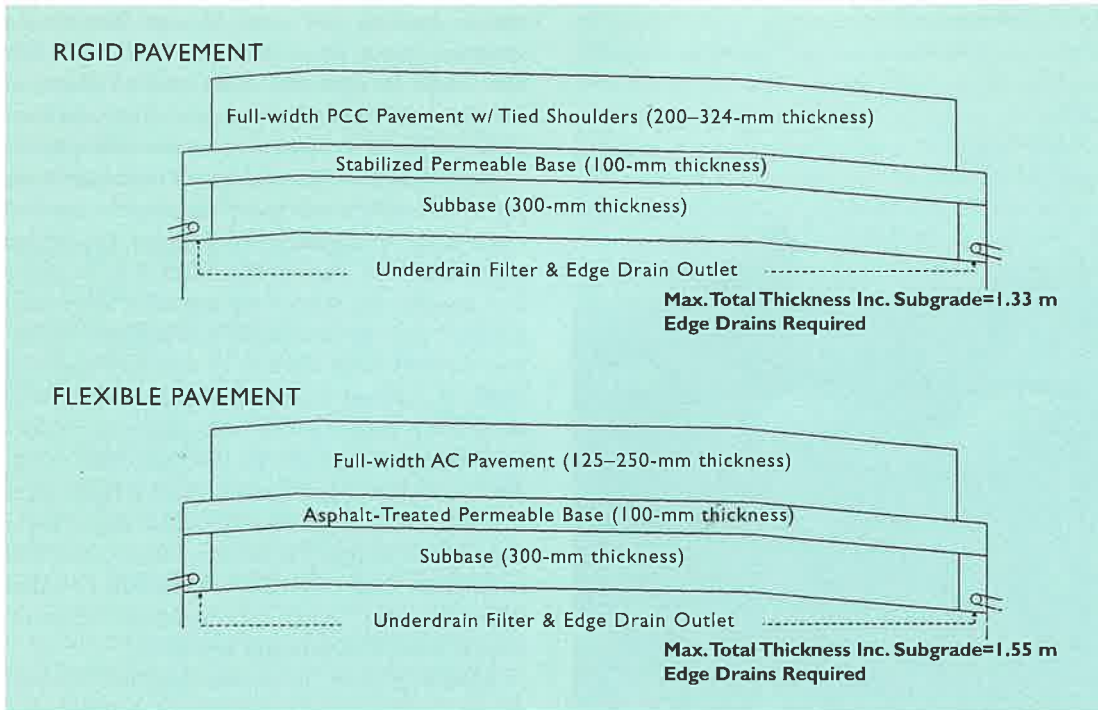 RIGID PAVEMENT
Full-width PCC Pavement w/ Tied Shoulders (200–324-mm thickness)
Stabilized Permeable Base (100-mm thickness)
Subbase (300-mm thickness)
Underdrain Filter & Edge Drain Outlet
Max. Total Thickness Inc. Subgrade=1.33 m
Edge Drains Required
FLEXIBLE PAVEMENT
Full-width AC Pavement (125–250-mm thickness)
Asphalt-Treated Permeable Base (100-mm thickness)
Subbase (300-mm thickness)
Underdrain Filter & Edge Drain Outlet
Max. Total Thickness Inc. Subgrade=1.55 m
Edge Drains Required